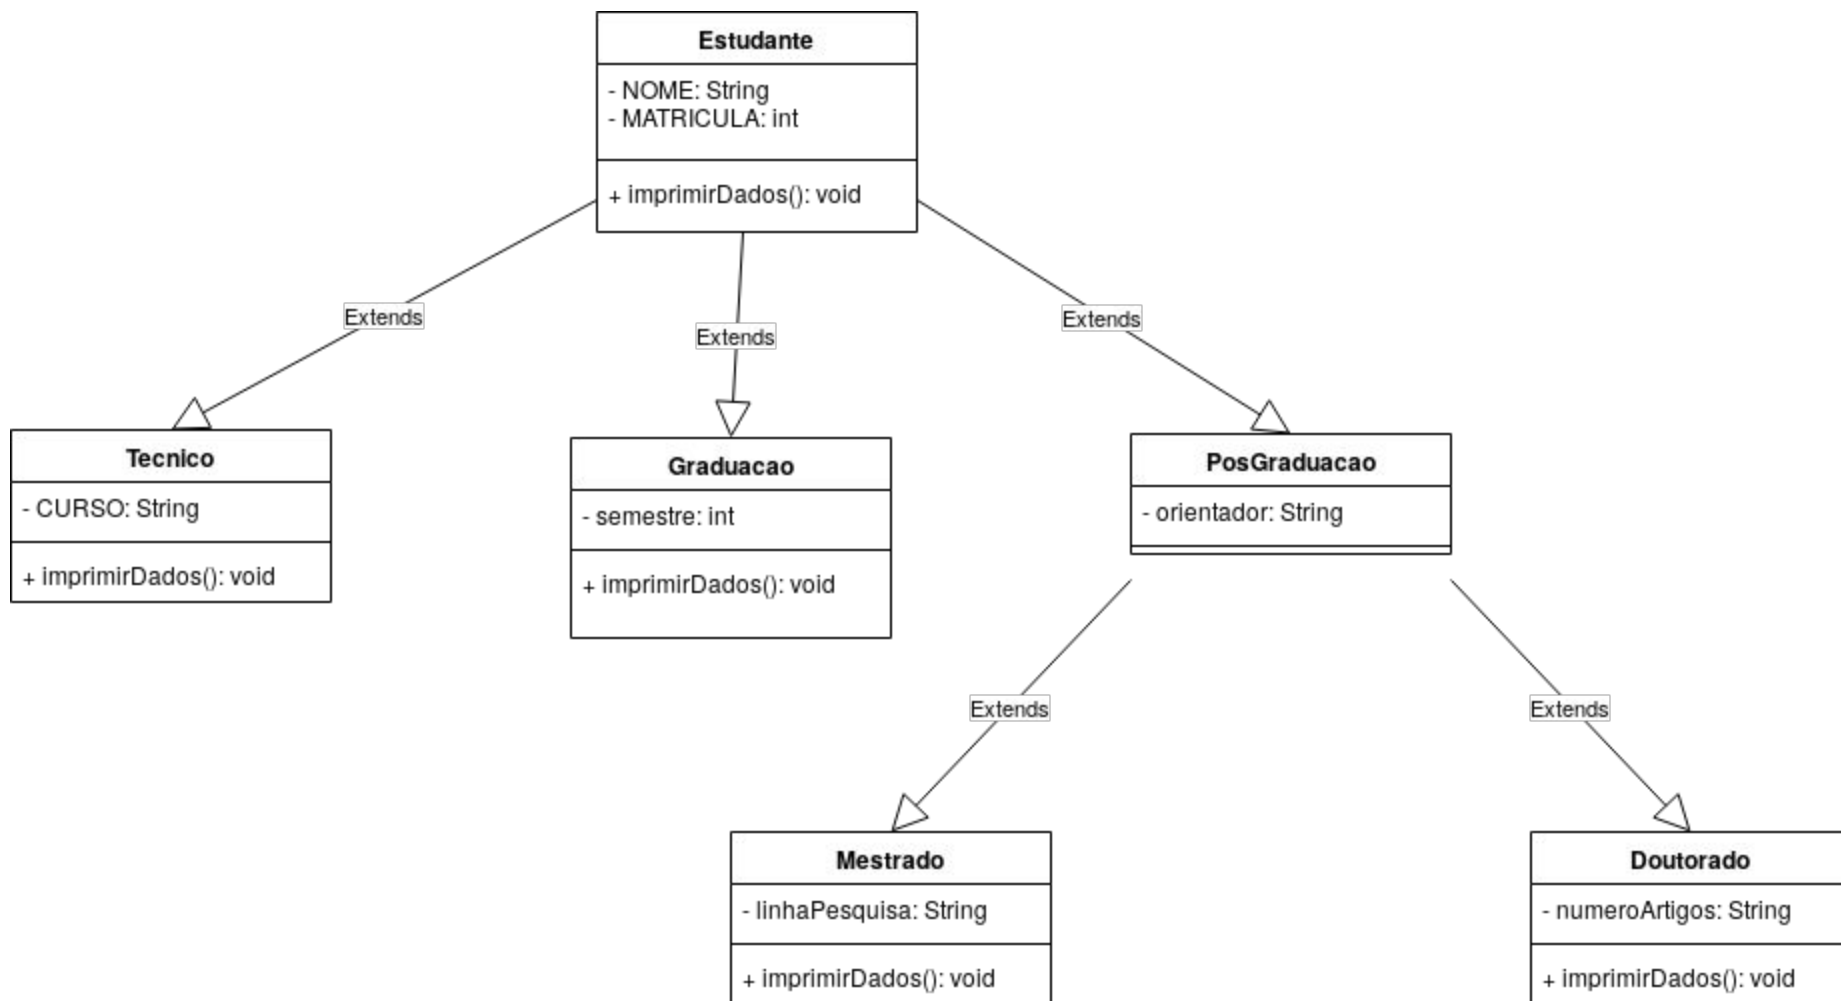 Estudante
- NOME: String
- MATRICULA: int
+ imprimirDados(): void
Extends
Extends
Extends
Tecnico
- CURSO: String
+ imprimirDados(): void
Graduacao
- semestre: int
+ imprimirDados(): void
PosGraduacao
- orientador: String
Extends
Extends
Mestrado
- linhaPesquisa: String
+ imprimirDados(): void
Doutorado
- numeroArtigos: String
+ imprimirDados(): void